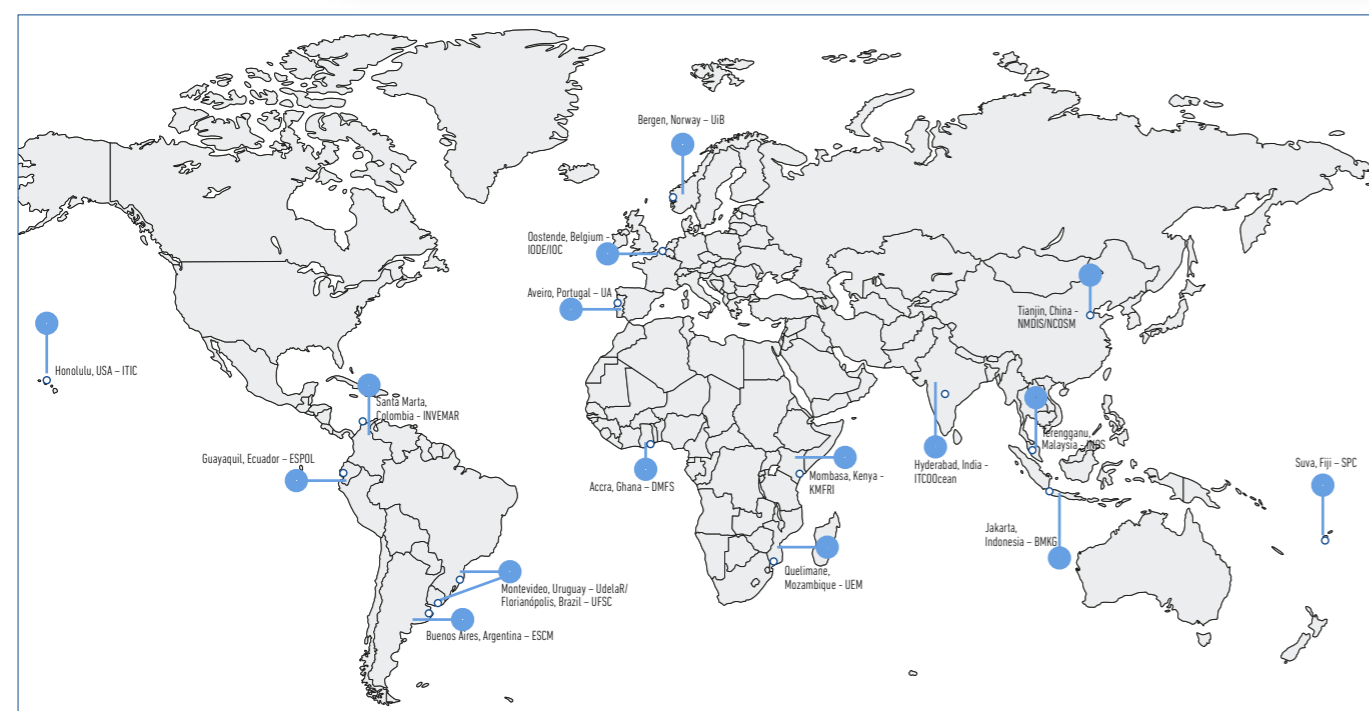 Bergen, Norway – UiB
Oostende, Belgium -
IODE/IOC
Aveiro, Portugal – UA
Tianjin, China -
NMDIS/NCOSM
Honolulu, USA – ITIC
Santa Marta,
Colombia - INVEMAR
Guayaquil, Ecuador – ESPOL
Accra, Ghana – DMFS
Mombasa, Kenya -
KMFRI
Hyderabad, India -
ITCOOcean
Terengganu,
Malaysia - INOS
Suva, Fiji – SPC
Jakarta,
Indonesia – BMKG
Quelimane,
Mozambique - UEM
Montevideo, Uruguay – UdelaR/
Florianópolis, Brazil – UFSC
Buenos Aires, Argentina – ESCM